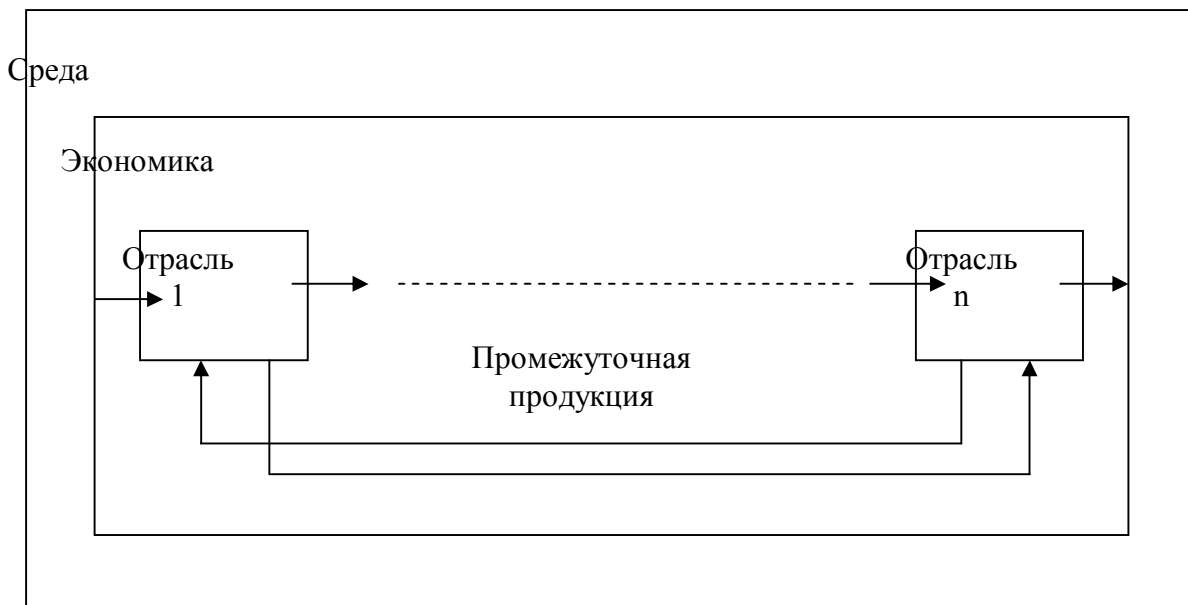 Среда
Экономика
Отрасль
1
Отрасль
n
Промежуточная
продукция